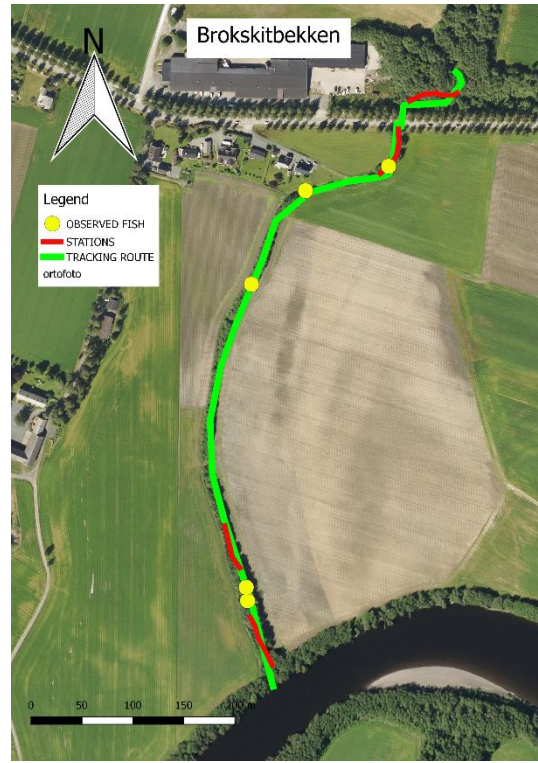 Brokskitbekken
N
Legend
OBSERVED FISH
STATIONS
TRACKING ROUTE
ortofoto
0 50 100 150 200 m